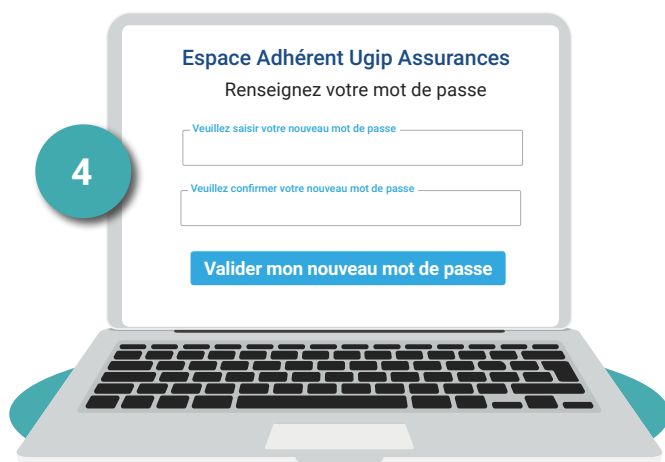 Espace Adhérent Ugip Assurances
Renseignez votre mot de passe
Veuillez saisir votre nouveau mot de passe
4
Veuillez confirmer votre nouveau mot de passe
Valider mon nouveau mot de passe